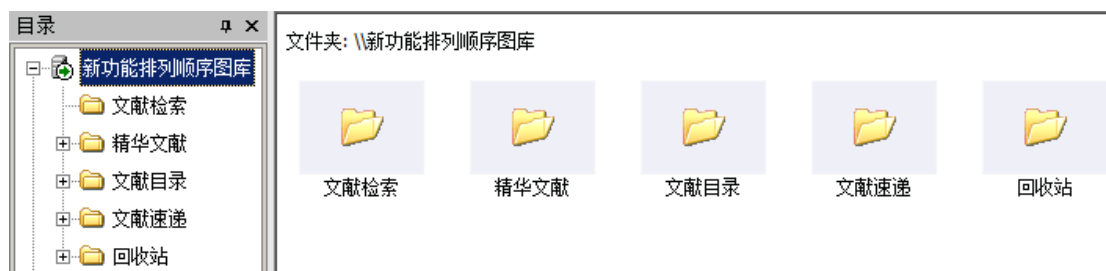 目录
新功能排列顺序图库
文献检索
精华文献
文献目录
文献速递
回收站
文件夹: \\新功能排列顺序图库
文献检索 精华文献 文献目录 文献速递 回收站